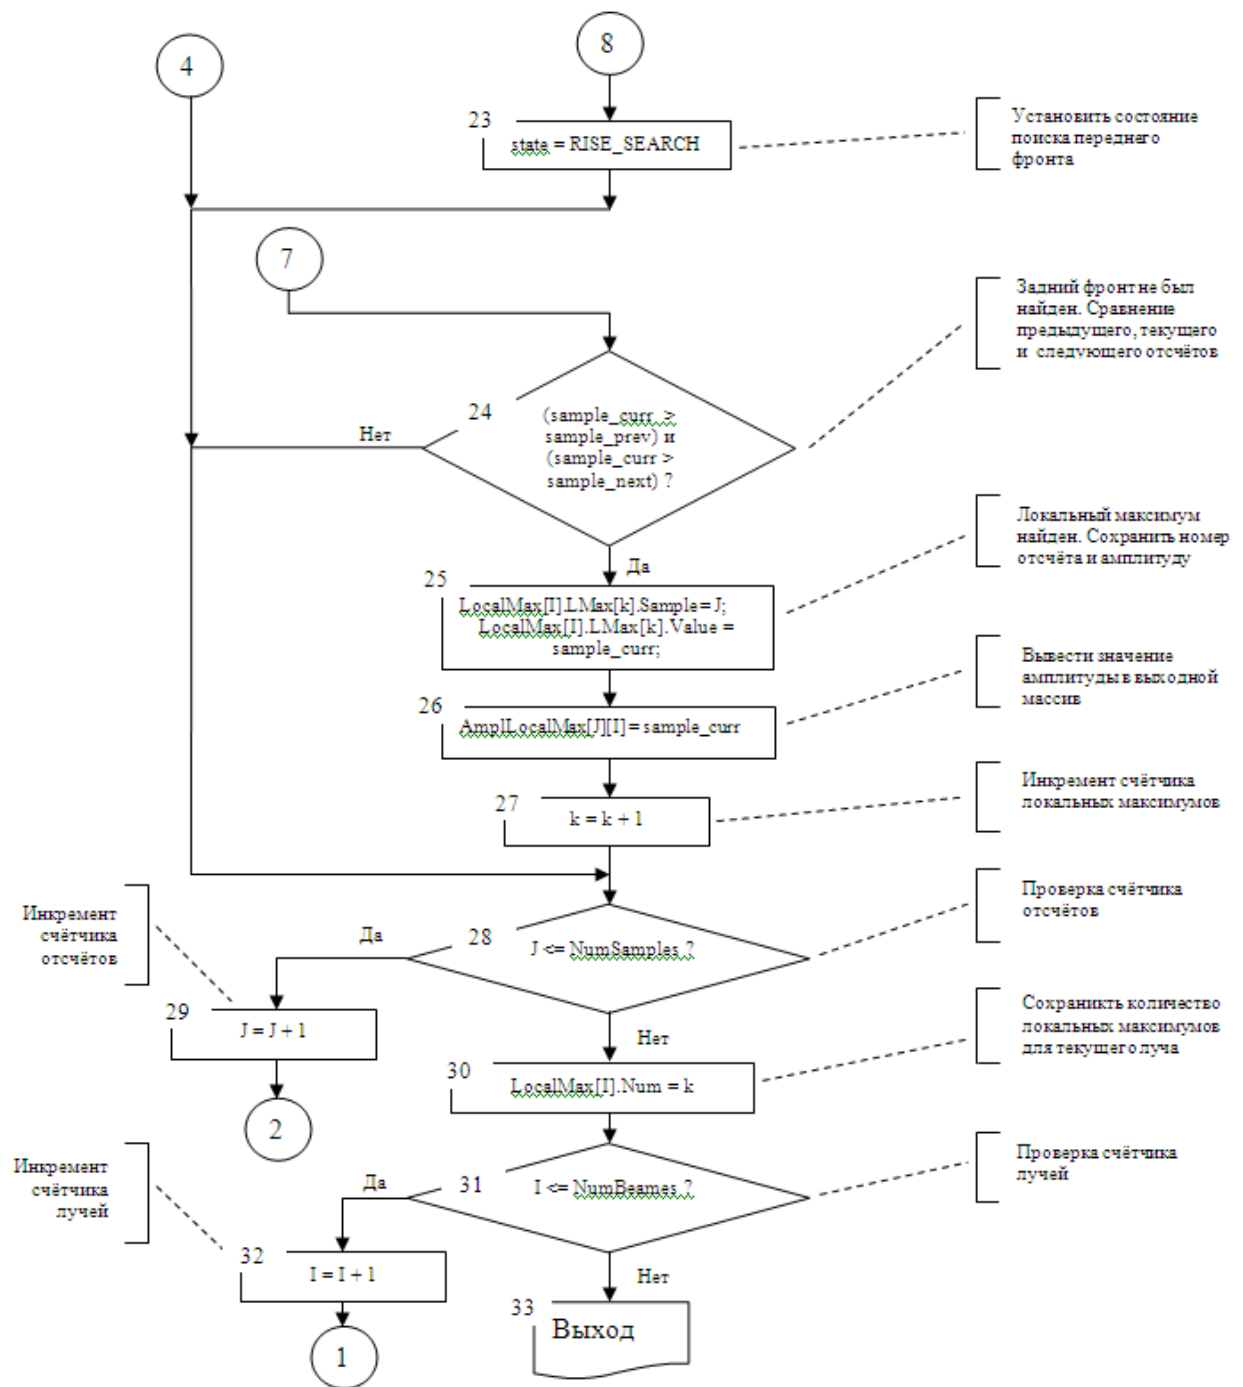 8
4
23
state = RISE_SEARCH
Установить состояние
поиска переднего
фронта
7
Задний фронт не был
найден. Сравнение
предыдущего, текущего
и следующего отсчётов
24
(sample_curr >
sample_prev) и
(sample_curr >
sample_next) ?
Нет
Да
Локальный максимум
найден. Сохранить номер
отсчёта и амплитуду
25
LocalMax[I].LMax[k].Sample = J;
LocalMax[I].LMax[k].Value =
sample_curr;
Вывести значение
амплитуды в выходной
массив
26
AmplLocalMax[J][I] = sample_curr
Инкремент счётчика
локальных максимумов
27
k = k + 1
Проверка счётчика
отсчётов
28
J <= NumSamples ?
Да
Инкремент
счётчика
отсчётов
29
J = J + 1
2
Нет
Сохраникть количество
локальных максимумов
для текущего луча
30
LocalMax[I].Num = k
Проверка счётчика
лучей
31
I <= NumBeames ?
Да
Инкремент
счётчика
лучей
32
I = I + 1
1
Нет
33
Выход